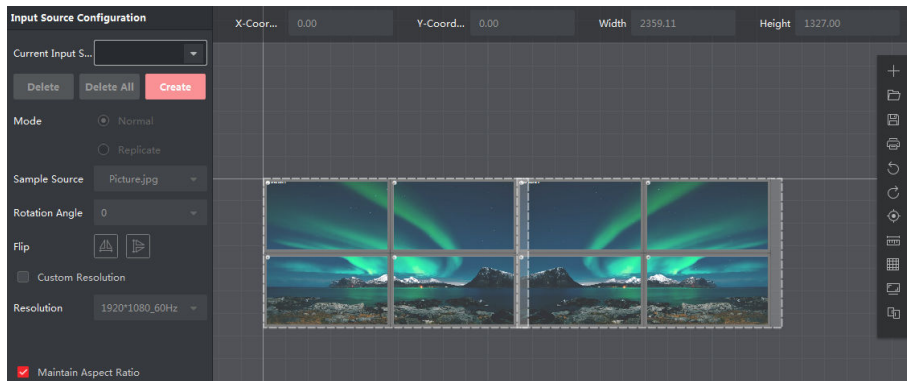 Input Source Configuration
X-Coor... 0.00 Y-Coord... 0.00 Width 2359.11 Height 1327.00
Current Input S...
Delete Delete All Create
Mode Normal
Replicate
Sample Source Picture.jpg
Rotation Angle 0
Flip
Custom Resolution
Resolution 1920*1080_60Hz
Maintain Aspect Ratio